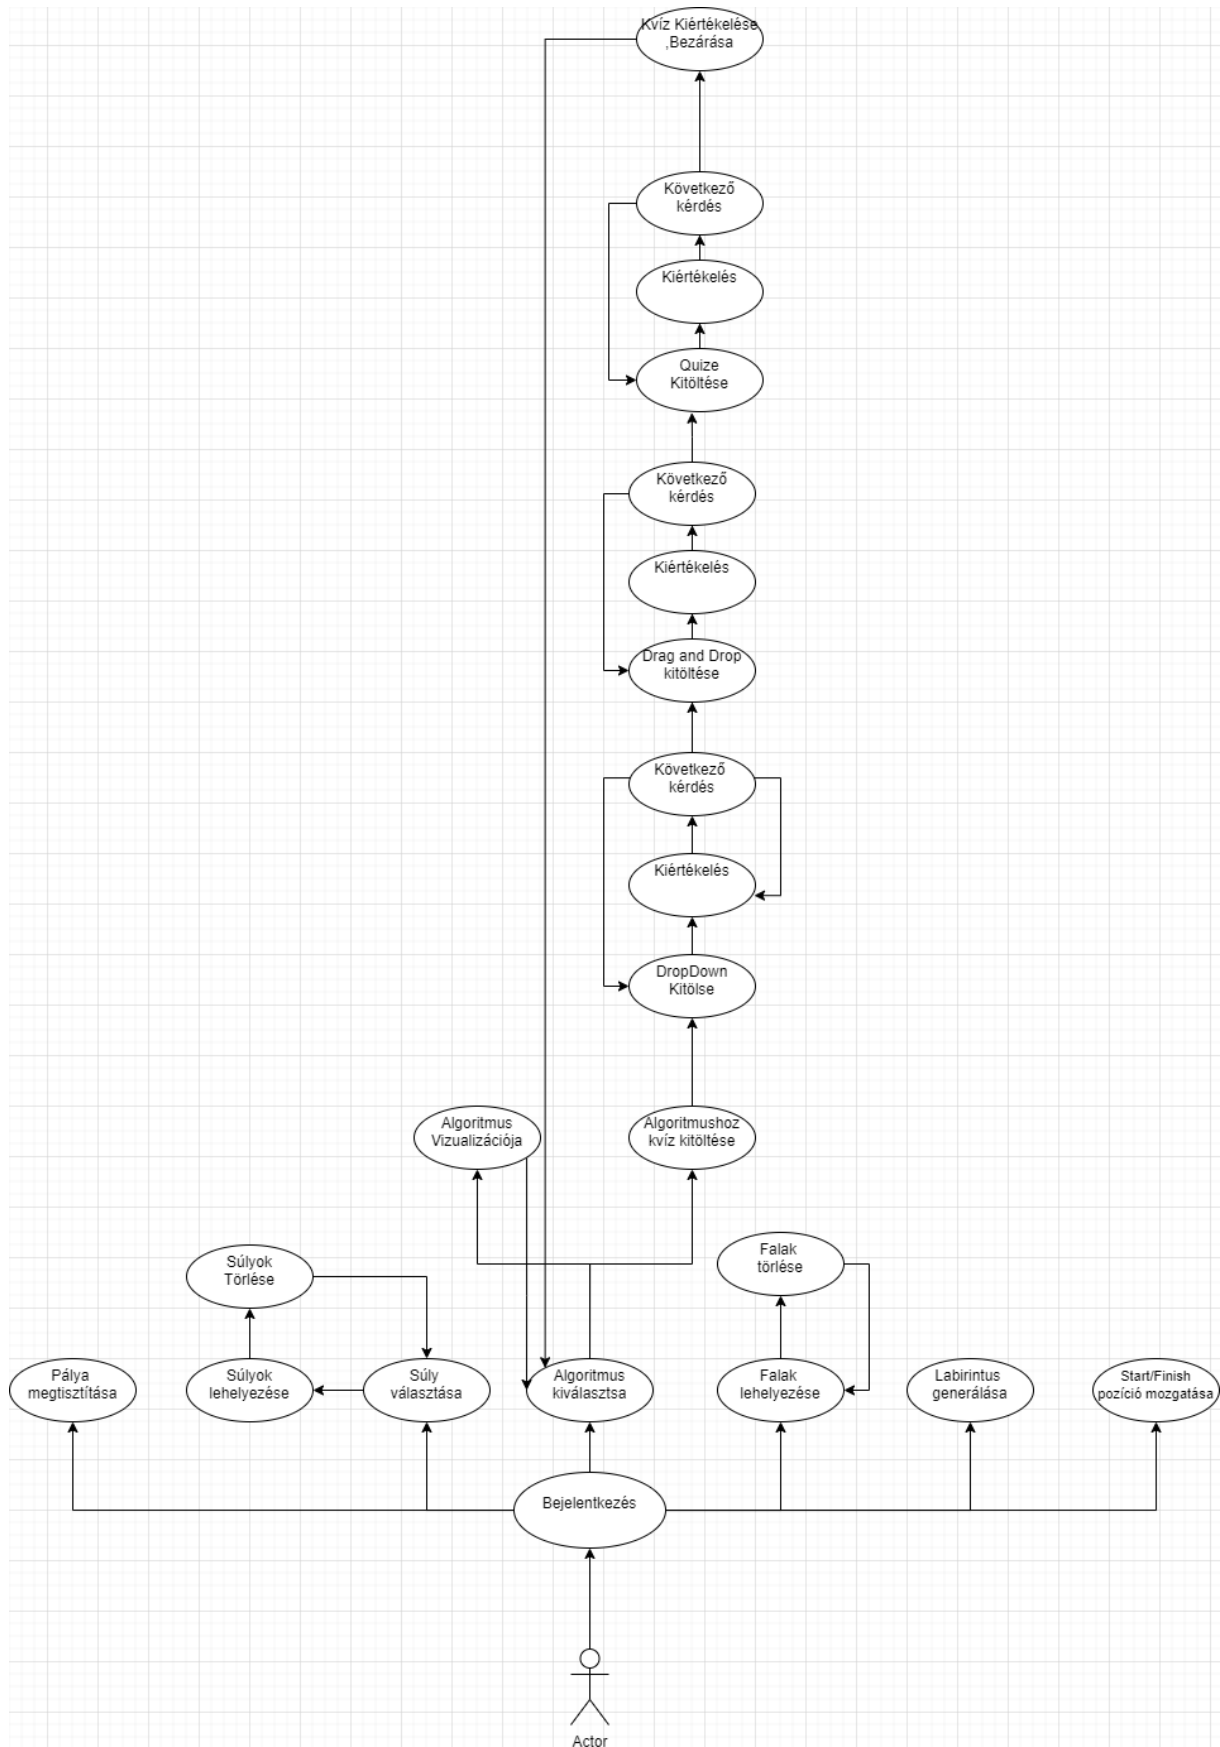 Kvíz Kiértékelése
,Bezárása
Következő
kérdés
Kiértékelés
Quize
Kitöltése
Következő
kérdés
Kiértékelés
Drag and Drop
kitöltése
Következő
kérdés
Kiértékelés
DropDown
Kitölse
Algoritmus
Vizualizációja
Algoritmushoz
kvíz kitöltése
Súlyok
Törlése
Falak
törlése
Pálya
megtisztítása
Súlyok
lehelyezése
Súly
választása
Algoritmus
kiválasztsa
Falak
lehelyezése
Labirintus
generálása
Start/Finish
pozíció mozgatása
Bejelentkezés
Actor